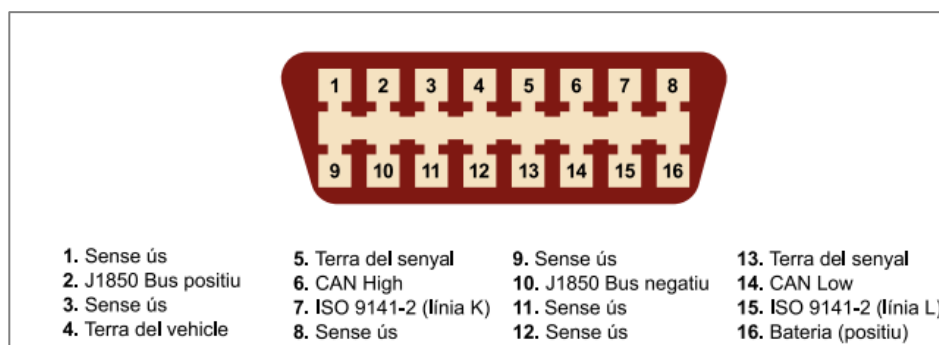 1 2 3 4 5 6 7 8
9 10 11 12 13 14 15 16
1. Sense ús
2. J1850 Bus positiu
3. Sense ús
4. Terra del vehicle
5. Terra del senyal
6. CAN High
7. ISO 9141-2 (línia K)
8. Sense ús
9. Sense ús
10. J1850 Bus negatiu
11. Sense ús
12. Sense ús
13. Terra del senyal
14. CAN Low
15. ISO 9141-2 (línia L)
16. Bateria (positiu)